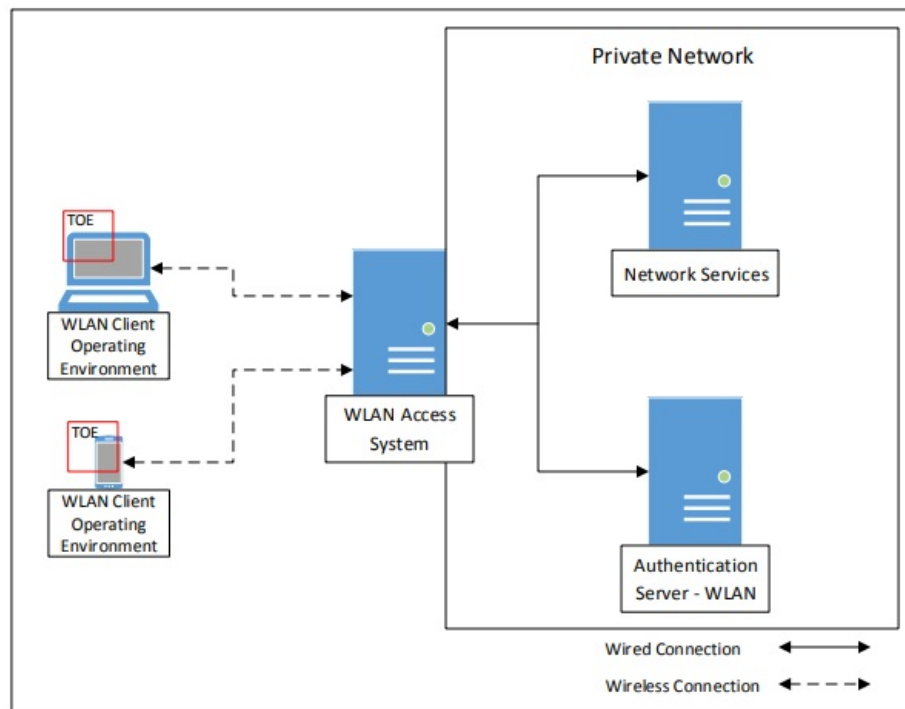 Private Network
TOE
WLAN Client
Operating
Environment
TOE
WLAN Client
Operating
Environment
WLAN Access
System
Network Services
Authentication
Server - WLAN
Wired Connection
Wireless Connection